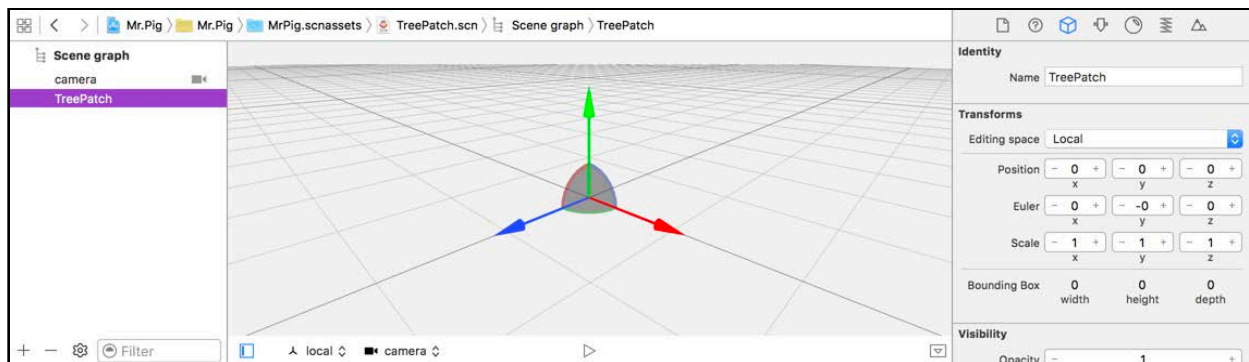 Mr.Pig Mr.Pig MrPig.scnassets TreePatch.scn Scene graph TreePatch
Scene graph
camera
TreePatch
+ − Filter
local camera
Identity
Name TreePatch
Transforms
Editing space Local
Position − 0 + − 0 + − 0 +
x y z
Euler − 0 + − -0 + − 0 +
x y z
Scale − 1 + − 1 + − 1 +
x y z
Bounding Box 0 0 0
width height depth
Visibility
Opacity − 1 +